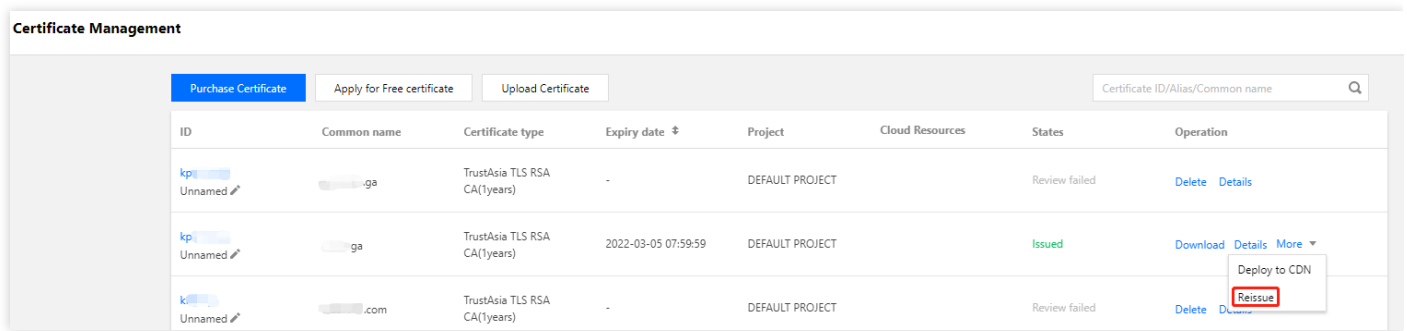 Certificate Management
Purchase Certificate
Apply for Free certificate
Upload Certificate
Certificate ID/Alias/Common name
ID
Common name
Certificate type
Expiry date
Project
Cloud Resources
States
Operation
kp
Unnamed
.ga
TrustAsia TLS RSA
CA(1years)
-
DEFAULT PROJECT
Review failed
Delete Details
kp
Unnamed
ga
TrustAsia TLS RSA
CA(1years)
2022-03-05 07:59:59
DEFAULT PROJECT
Issued
Download Details More
Deploy to CDN
Reissue
Unnamed
.com
TrustAsia TLS RSA
CA(1years)
-
DEFAULT PROJECT
Review failed
Delete